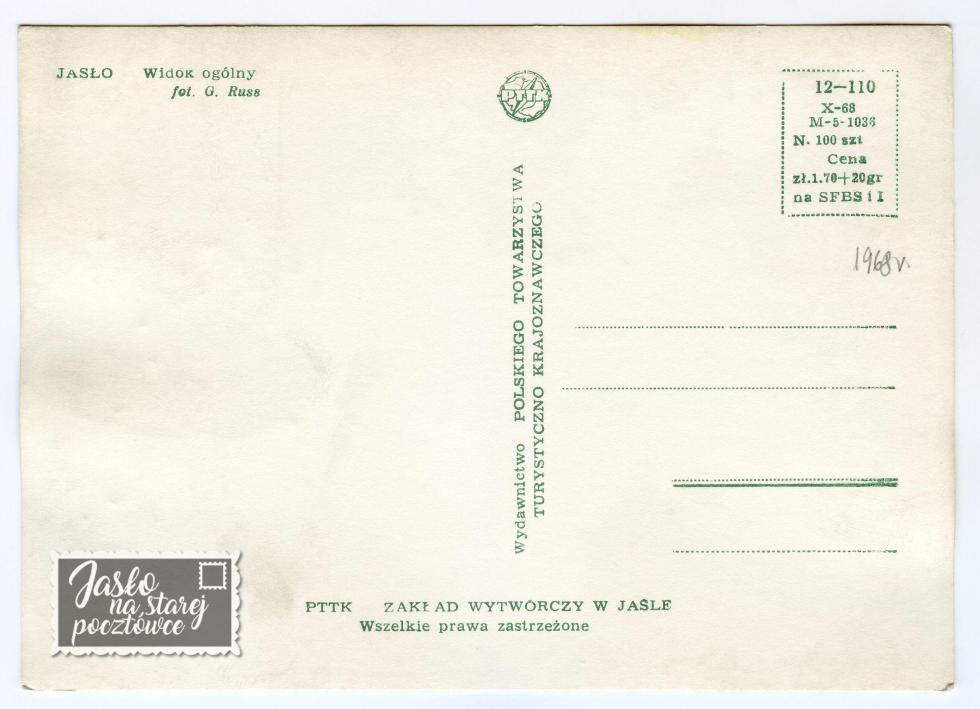 JASŁO Widok ogólny
fot. G. Russ
PTTK
12—110
X-68
M-5-1036
N. 100 szt
Cena
zł.1.70+20gr
na SFBS i I
1968 r.
Wydawnictwo POLSKIEGO TOWARZYSTWA
TURYSTYCZNO KRAJOZNAWCZEGO
Jasło
na starej
pocztówce
PTTK ZAKŁAD WYTWÓRCZY W JAŚLE
Wszelkie prawa zastrzeżone